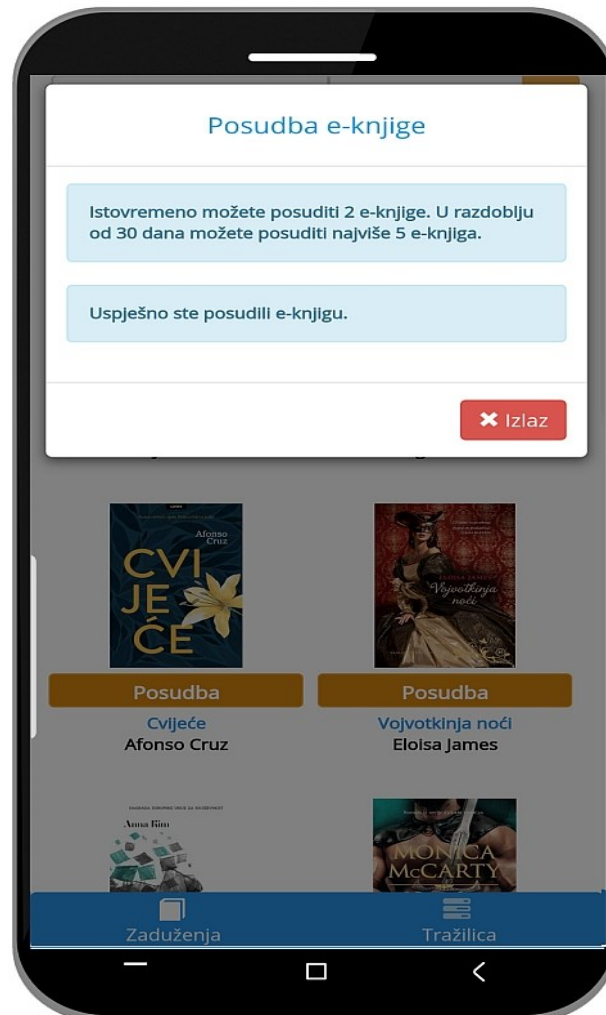 Posudba e-knjige
Istovremeno možete posuditi 2 e-knjige. U razdoblju
od 30 dana možete posuditi najviše 5 e-knjiga.
Uspješno ste posudili e-knjigu.
Izlaz
Afonso
Cruz
CVI
JE
ĆE
ELOISA JAMES
Vojvotkinja
noći
Posudba
Posudba
Cvijeće
Afonso Cruz
Vojvotkinja noći
Eloisa James
Anna Kim
MONICA
McCARTY
Zaduženja
Tražilica